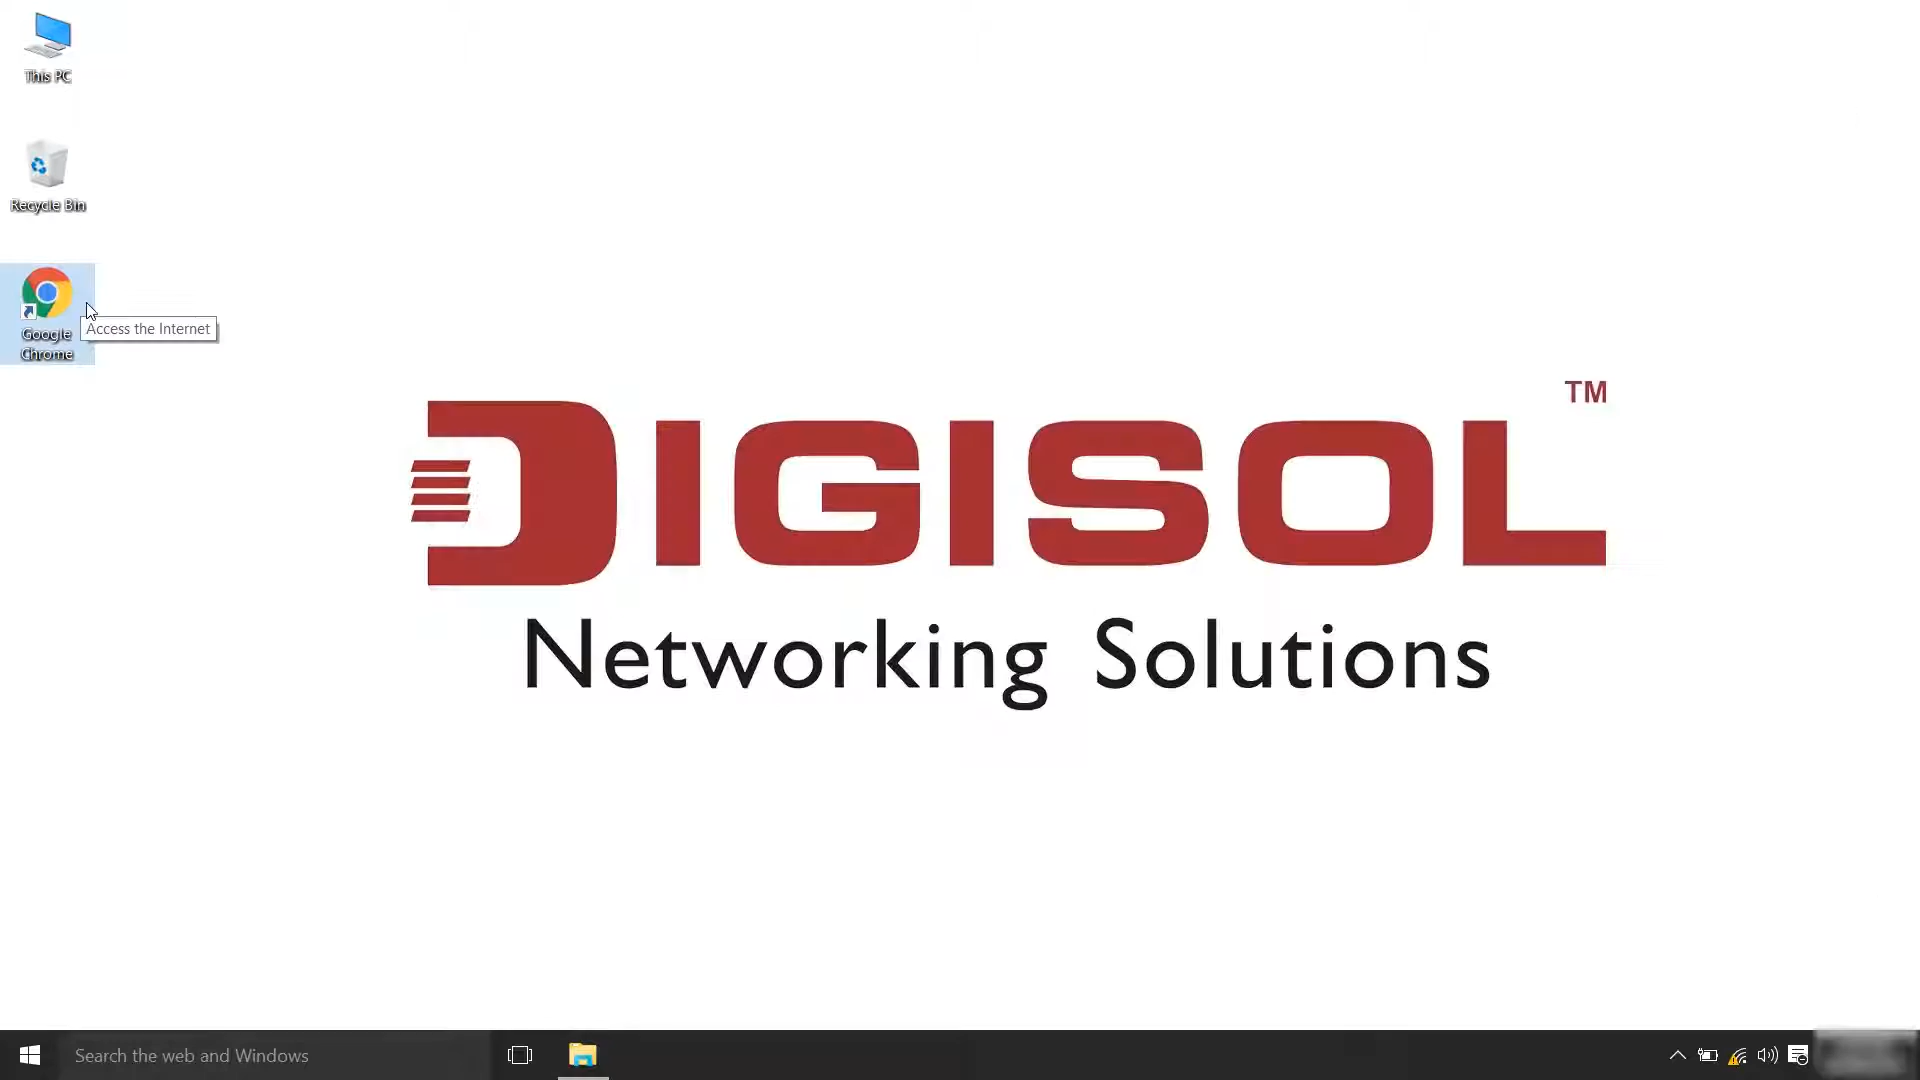 This PC
Recycle Bin
Google
Chrome
Access the Internet
DIGISOL TM
Networking Solutions
Search the web and Windows